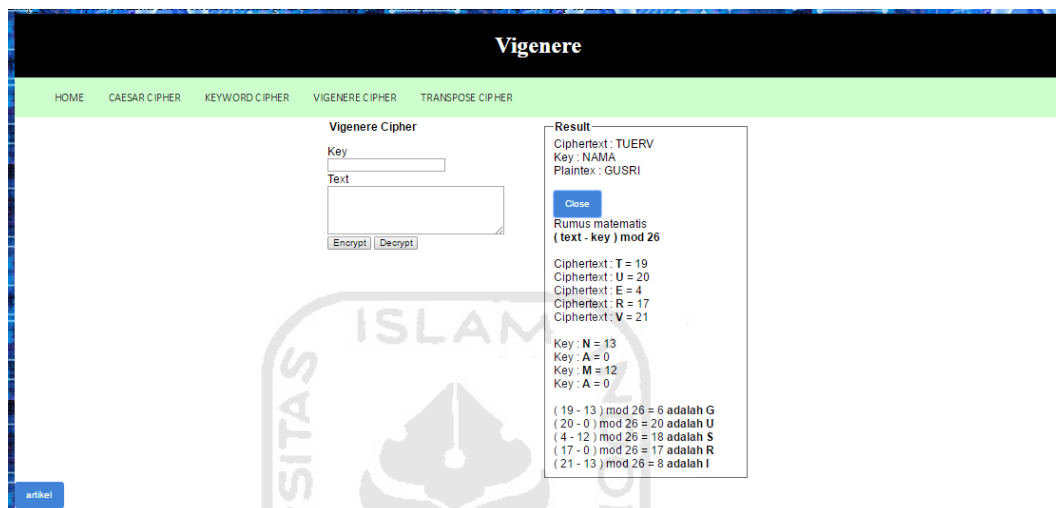 Vigenere
HOME CAESAR CIPHER KEYWORD CIPHER VIGENERE CIPHER TRANSPOSE CIPHER
Vigenere Cipher
Key
Text
Encrypt Decrypt
Result
Ciphertext : TUERV
Key : NAMA
Plaintex : GUSRI
Close
Rumus matematis
( text - key ) mod 26
Ciphertext : T = 19
Ciphertext : U = 20
Ciphertext : E = 4
Ciphertext : R = 17
Ciphertext : V = 21
Key : N = 13
Key : A = 0
Key : M = 12
Key : A = 0
( 19 - 13 ) mod 26 = 6 adalah G
( 20 - 0 ) mod 26 = 20 adalah U
( 4 - 12 ) mod 26 = 18 adalah S
( 17 - 0 ) mod 26 = 17 adalah R
( 21 - 13 ) mod 26 = 8 adalah I
artikel
ISLAM
SITAS